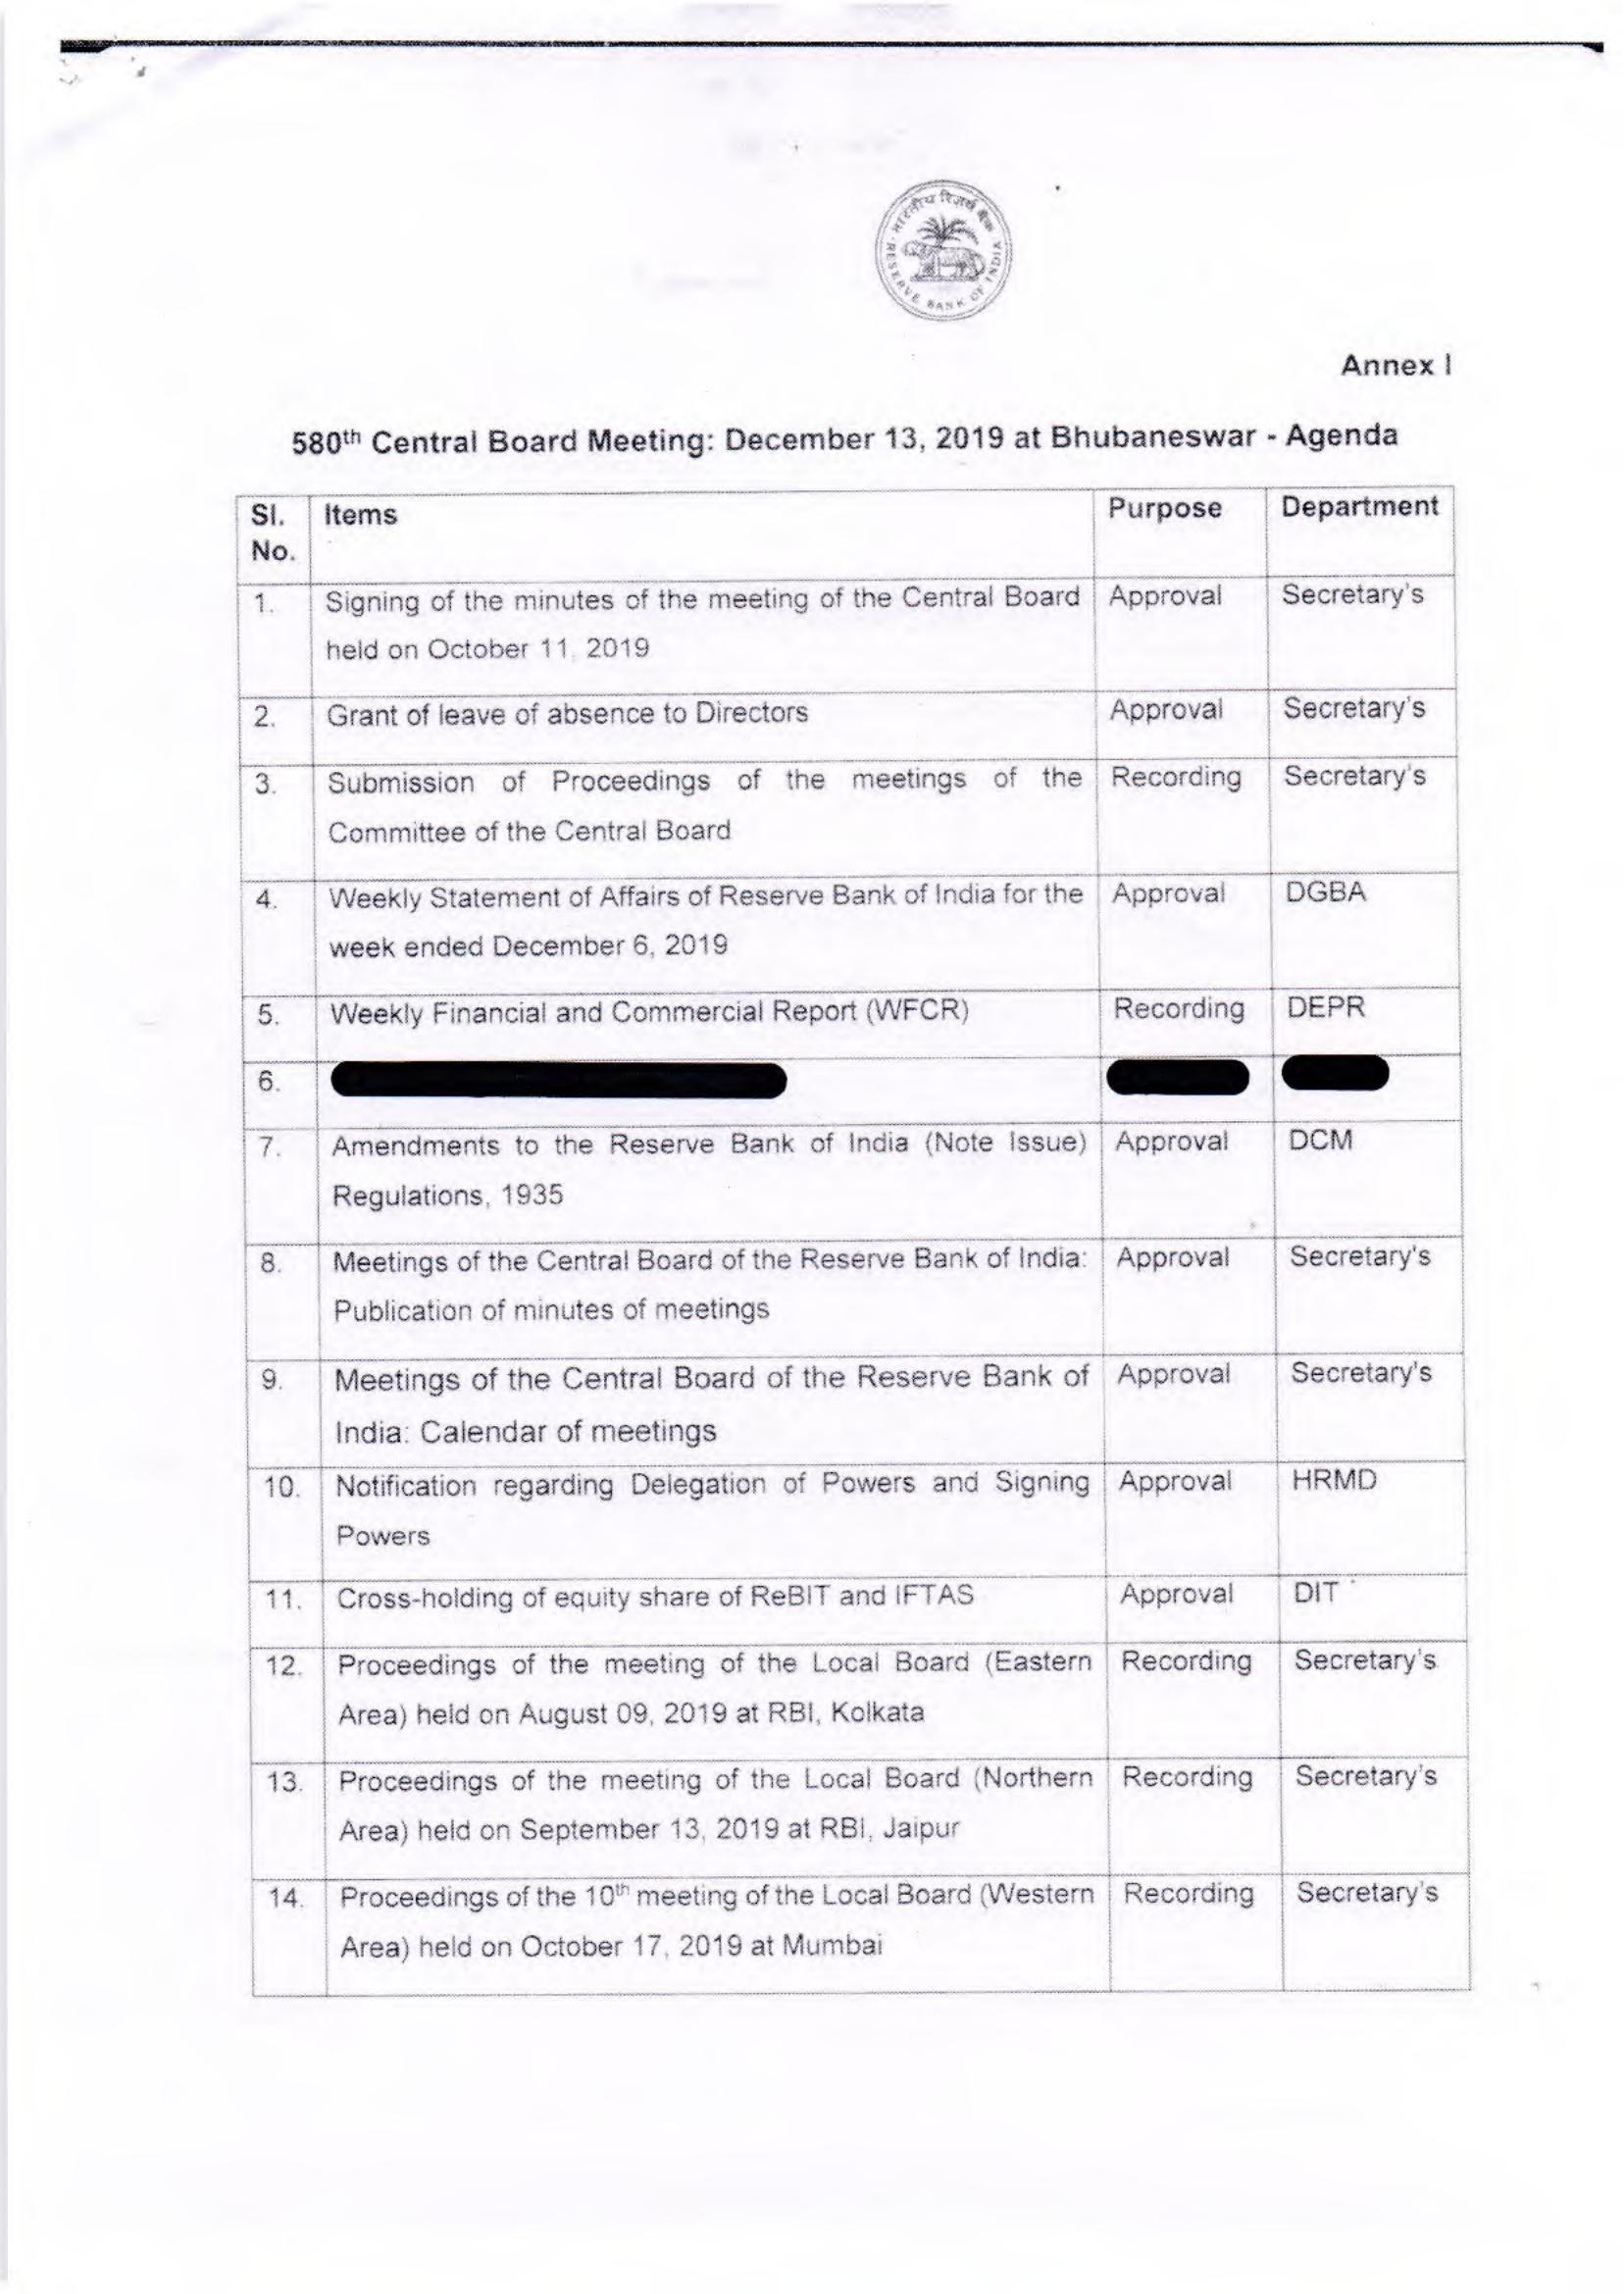 भारतीय रिज़र्व बैंक
RESERVE BANK OF INDIA
Annex I
580th Central Board Meeting: December 13, 2019 at Bhubaneswar - Agenda
Sl. No. Items Purpose Department
1. Signing of the minutes of the meeting of the Central Board Approval Secretary's
held on October 11, 2019
2. Grant of leave of absence to Directors Approval Secretary's
3. Submission of Proceedings of the meetings of the Recording Secretary's
Committee of the Central Board
4. Weekly Statement of Affairs of Reserve Bank of India for the Approval DGBA
week ended December 6, 2019
5. Weekly Financial and Commercial Report (WFCR) Recording DEPR
6.
7. Amendments to the Reserve Bank of India (Note Issue) Approval DCM
Regulations, 1935
8. Meetings of the Central Board of the Reserve Bank of India: Approval Secretary's
Publication of minutes of meetings
9. Meetings of the Central Board of the Reserve Bank of Approval Secretary's
India: Calendar of meetings
10. Notification regarding Delegation of Powers and Signing Approval HRMD
Powers
11. Cross-holding of equity share of ReBIT and IFTAS Approval DIT
12. Proceedings of the meeting of the Local Board (Eastern Recording Secretary's
Area) held on August 09, 2019 at RBI, Kolkata
13. Proceedings of the meeting of the Local Board (Northern Recording Secretary's
Area) held on September 13, 2019 at RBI, Jaipur
14. Proceedings of the 10th meeting of the Local Board (Western Recording Secretary's
Area) held on October 17, 2019 at Mumbai